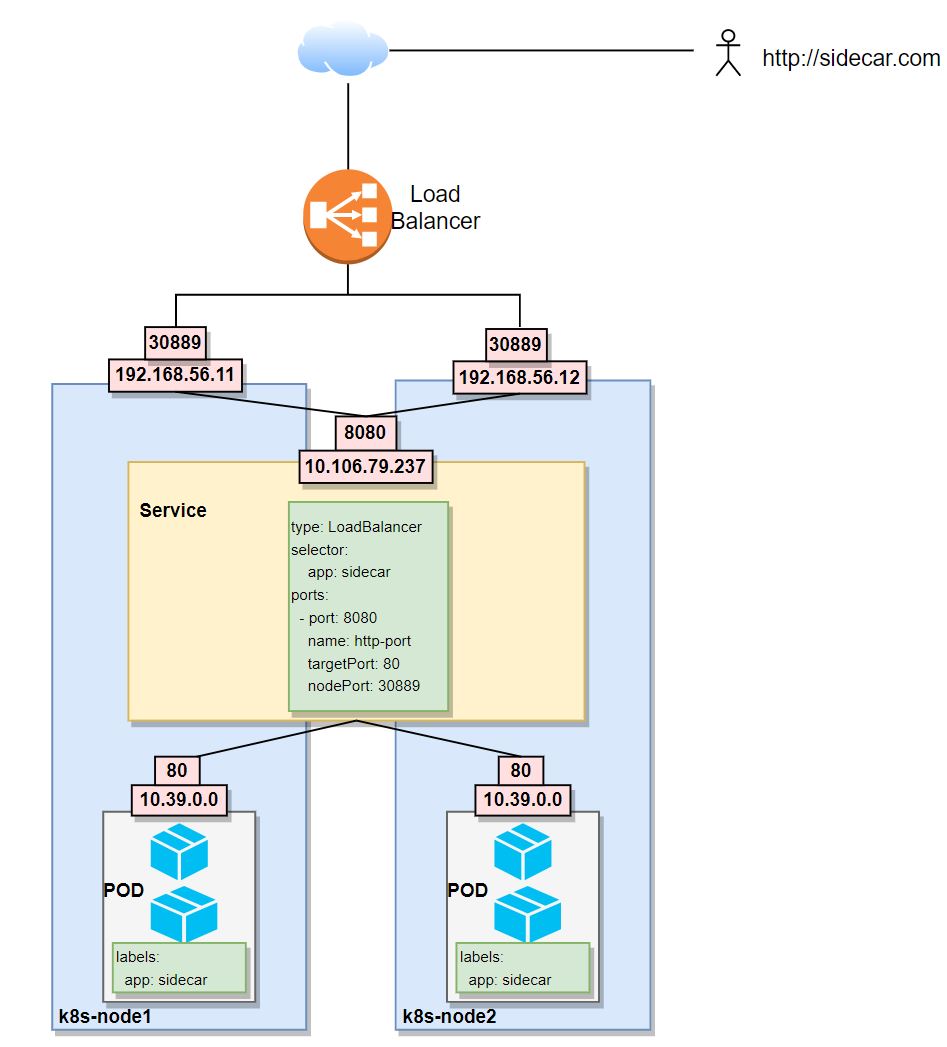 http://sidecar.com
Load
Balancer
30889
30889
192.168.56.11
192.168.56.12
8080
10.106.79.237
Service
type: LoadBalancer
selector:
app: sidecar
ports:
- port: 8080
name: http-port
targetPort: 80
nodePort: 30889
80
80
10.39.0.0
10.39.0.0
POD
POD
labels:
app: sidecar
labels:
app: sidecar
k8s-node1
k8s-node2